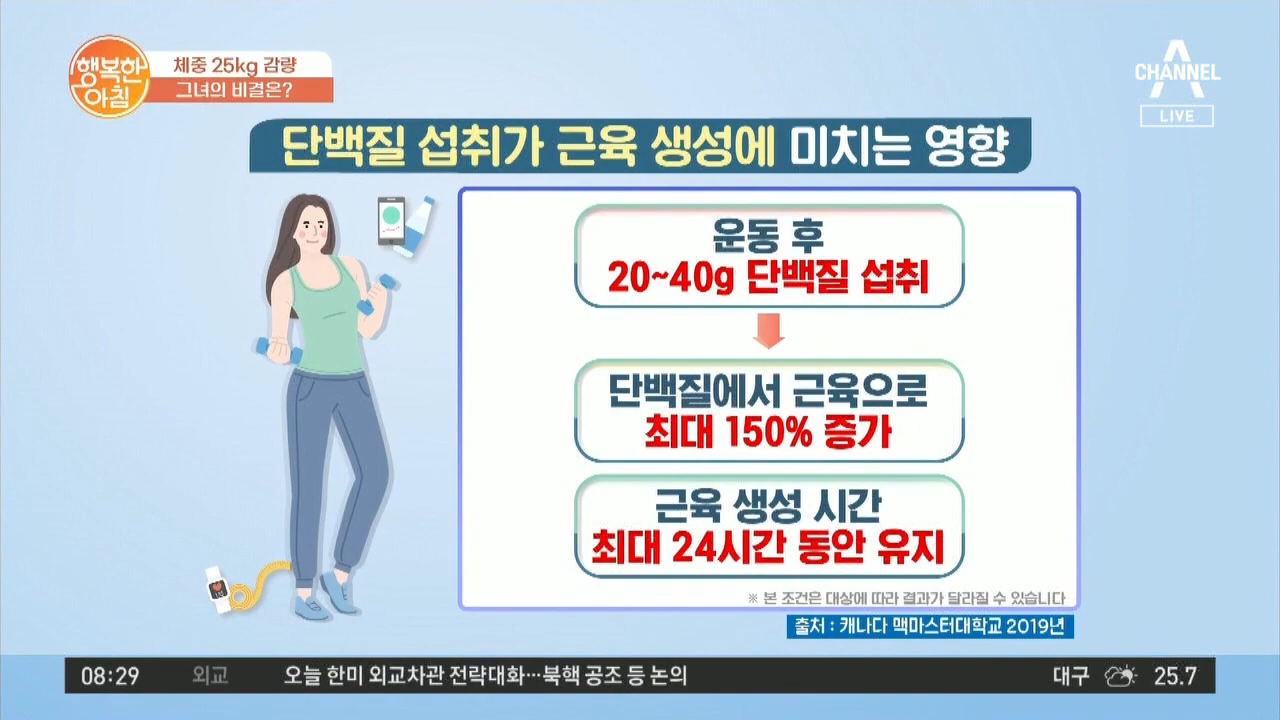 행복한
아침
체중 25kg 감량
그녀의 비결은?
CHANNEL
LIVE
단백질 섭취가 근육 생성에 미치는 영향
운동 후
20~40g 단백질 섭취
단백질에서 근육으로
최대 150% 증가
근육 생성 시간
최대 24시간 동안 유지
※ 본 조건은 대상에 따라 결과가 달라질 수 있습니다
출처 : 캐나다 맥마스터대학교 2019년
08:29 외교 오늘 한미 외교차관 전략대화…북핵 공조 등 논의 대구 25.7